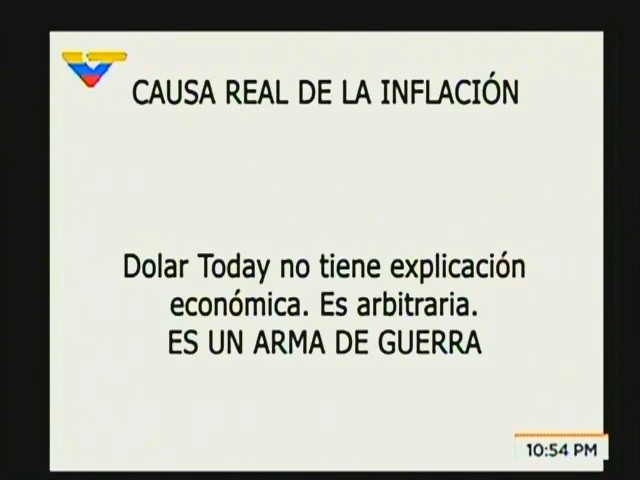 CAUSA REAL DE LA INFLACIÓN
Dolar Today no tiene explicación
económica. Es arbitraria.
ES UN ARMA DE GUERRA
10:54 PM